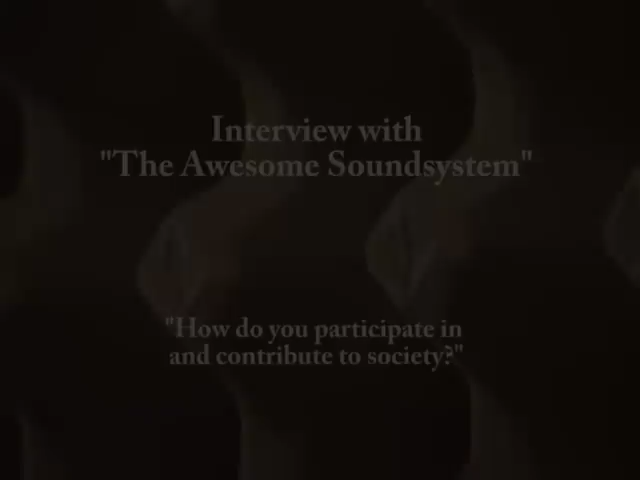 Interview with
"The Awesome Soundsystem"
"How do you participate in
and contribute to society?"